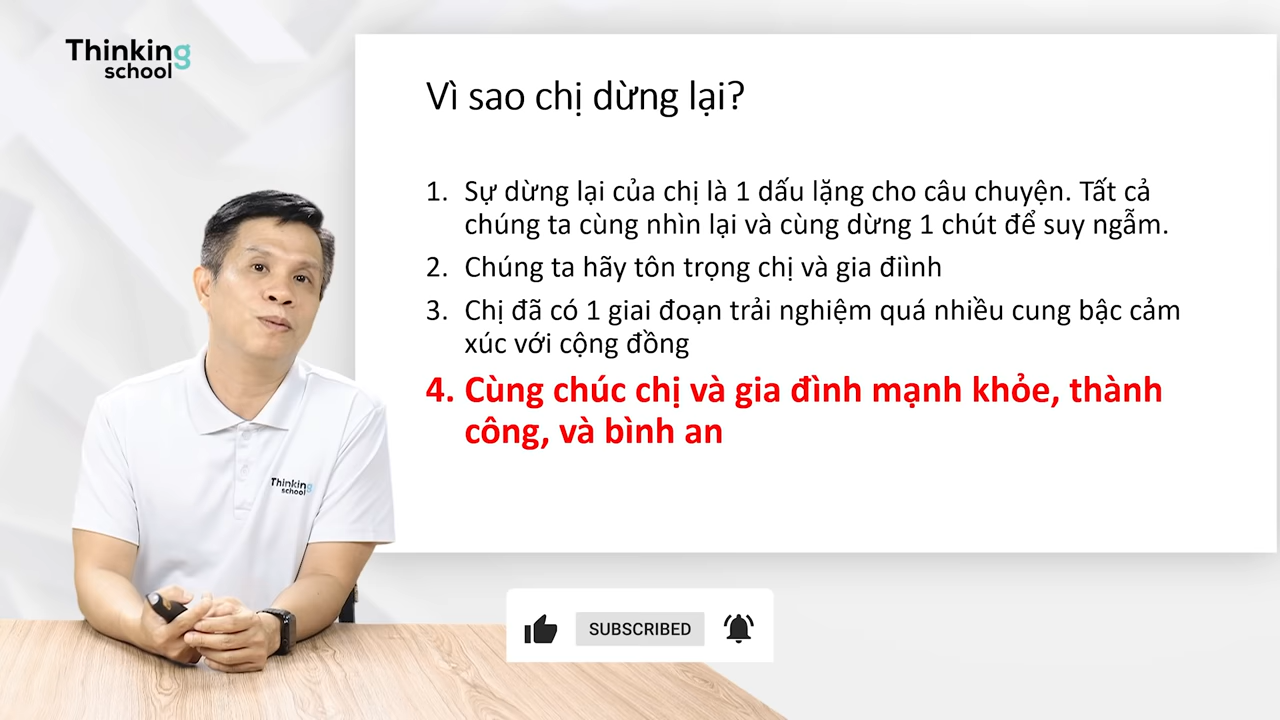 Thinking
school
Vì sao chị dừng lại?
1. Sự dừng lại của chị là 1 dấu lặng cho câu chuyện. Tất cả
chúng ta cùng nhìn lại và cùng dừng 1 chút để suy ngẫm.
2. Chúng ta hãy tôn trọng chị và gia điình
3. Chị đã có 1 giai đoạn trải nghiệm quá nhiều cung bậc cảm
xúc với cộng đồng
4. Cùng chúc chị và gia đình mạnh khỏe, thành
công, và bình an
Thinking
school
SUBSCRIBED